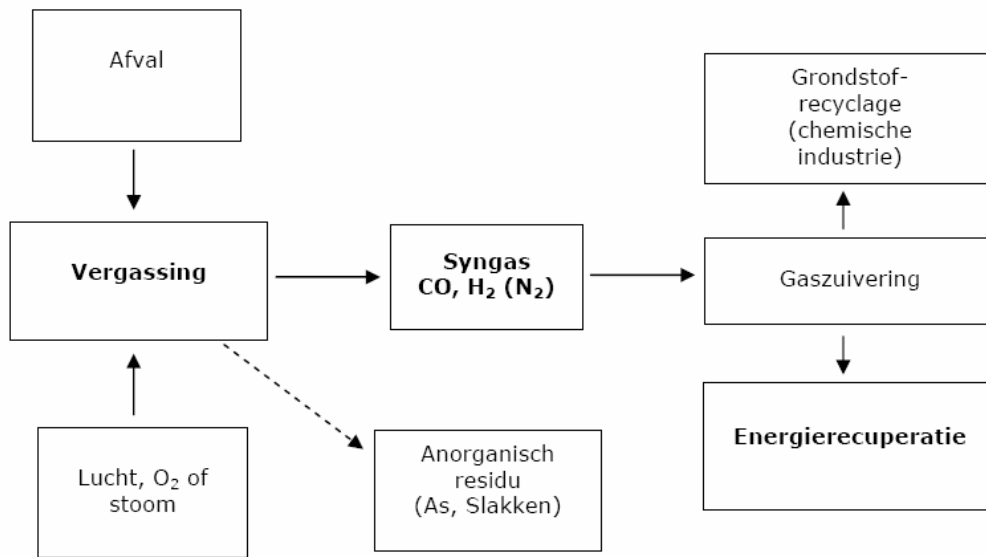 Afval
Grondstof-
recyclage
(chemische
industrie)
Vergassing
Syngas
CO, H₂ (N₂)
Gaszuivering
Lucht, O₂ of
stoom
Anorganisch
residu
(As, Slakken)
Energierecuperatie